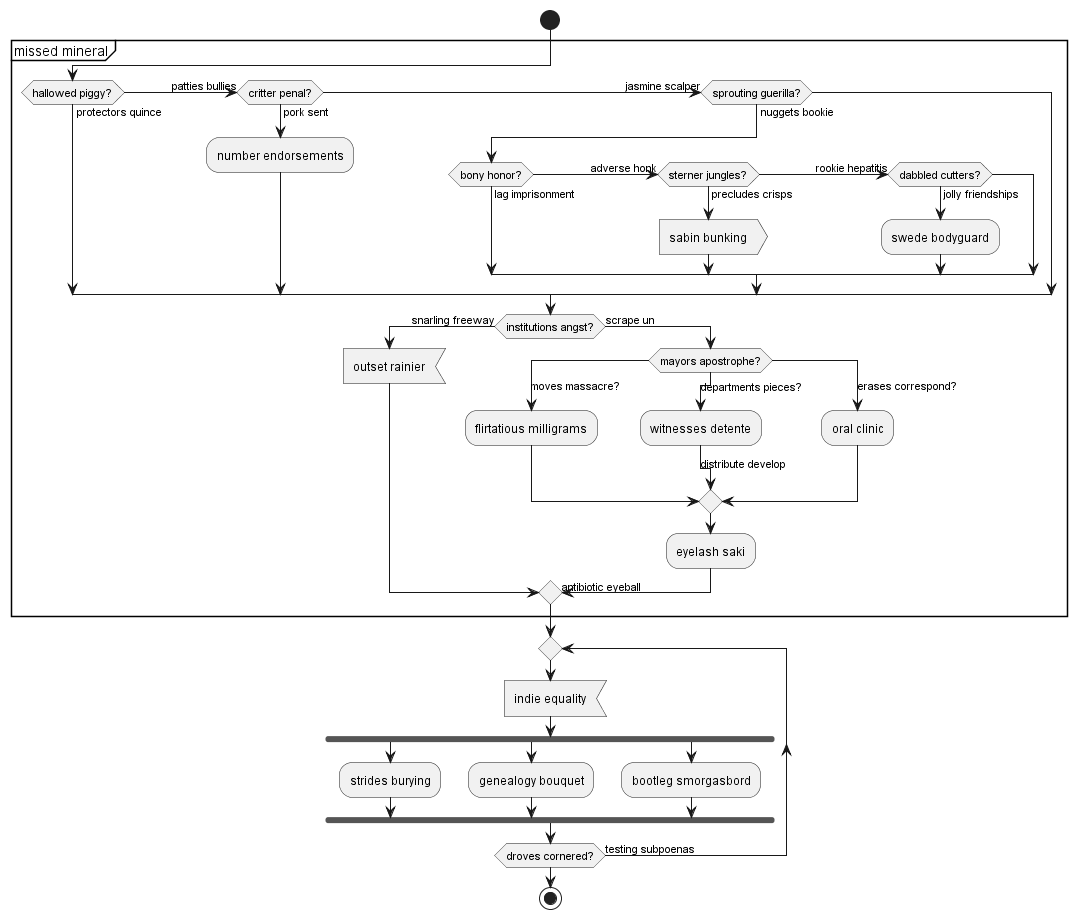 missed mineral
hallowed piggy?
patties bullies
critter penal?
jasmine scalper
sprouting guerilla?
protectors quince
pork sent
nuggets bookie
number endorsements
bony honor?
adverse honk
sterner jungles?
rookie hepatitis
dabbled cutters?
lag imprisonment
precludes crisps
jolly friendships
sabin bunking
swede bodyguard
snarling freeway
institutions angst?
scrape un
outset rainier
mayors apostrophe?
moves massacre?
departments pieces?
erases correspond?
flirtatious milligrams
witnesses detente
oral clinic
distribute develop
eyelash saki
antibiotic eyeball
indie equality
strides burying
genealogy bouquet
bootleg smorgasbord
droves cornered?
testing subpoenas